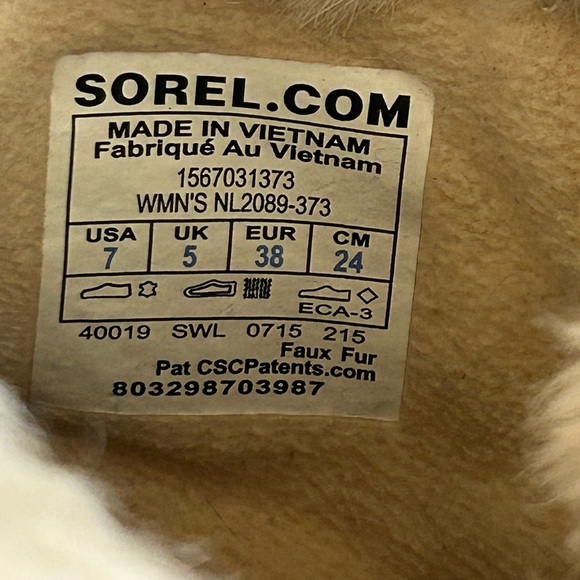 SOREL.COM
MADE IN VIETNAM
Fabriqué Au Vietnam
1567031373
WMN'S NL2089-373
USA UK EUR CM
7 5 38 24
ECA-3
40019 SWL 0715 215
Faux Fur
Pat CSCPatents.com
803298703987